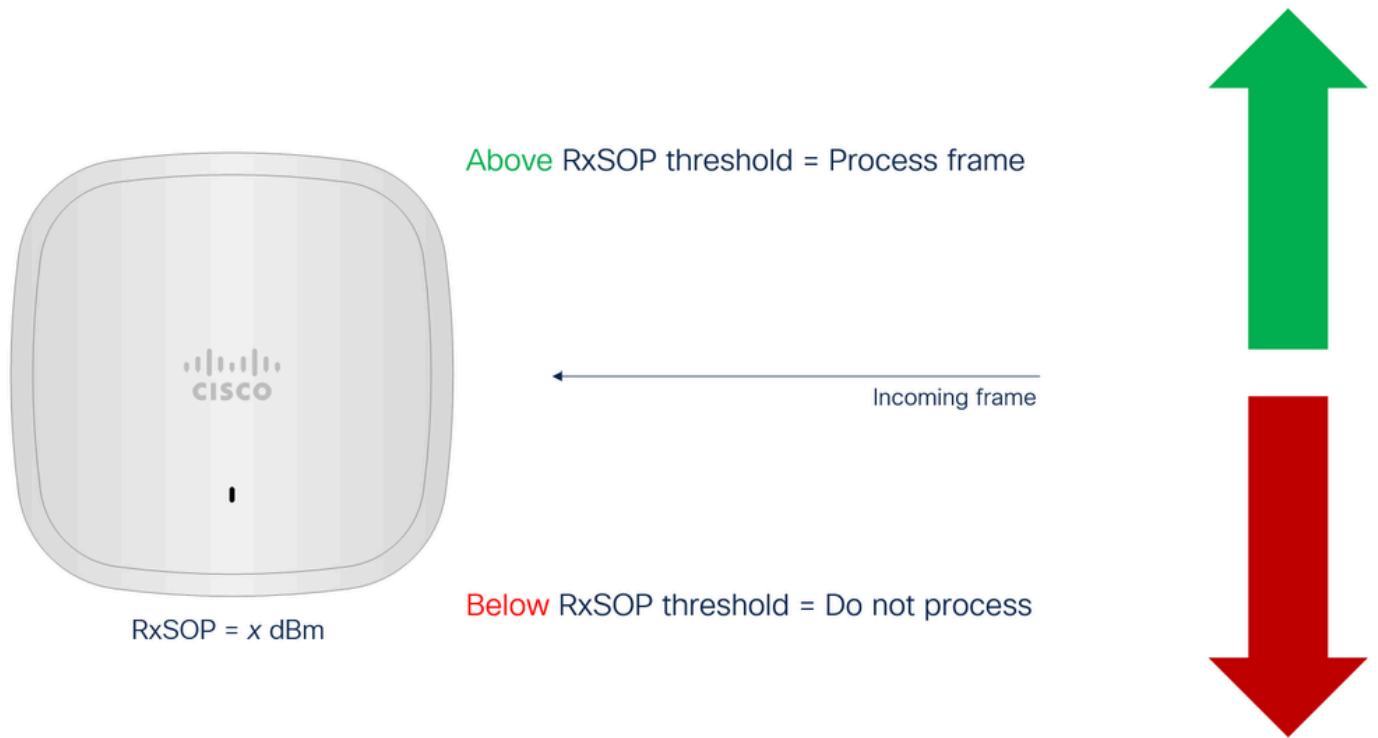 Above RxSOP threshold = Process frame
CISCO
Incoming frame
Below RxSOP threshold = Do not process
RxSOP = x dBm